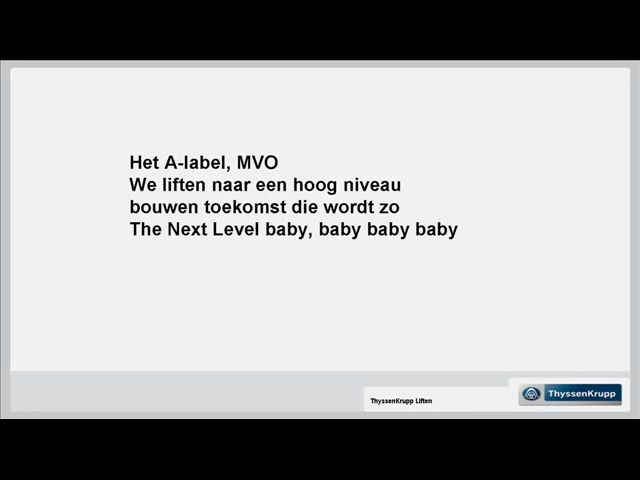 Het A-label, MVO
We liften naar een hoog niveau
bouwen toekomst die wordt zo
The Next Level baby, baby baby baby
ThyssenKrupp Liften
ThyssenKrupp